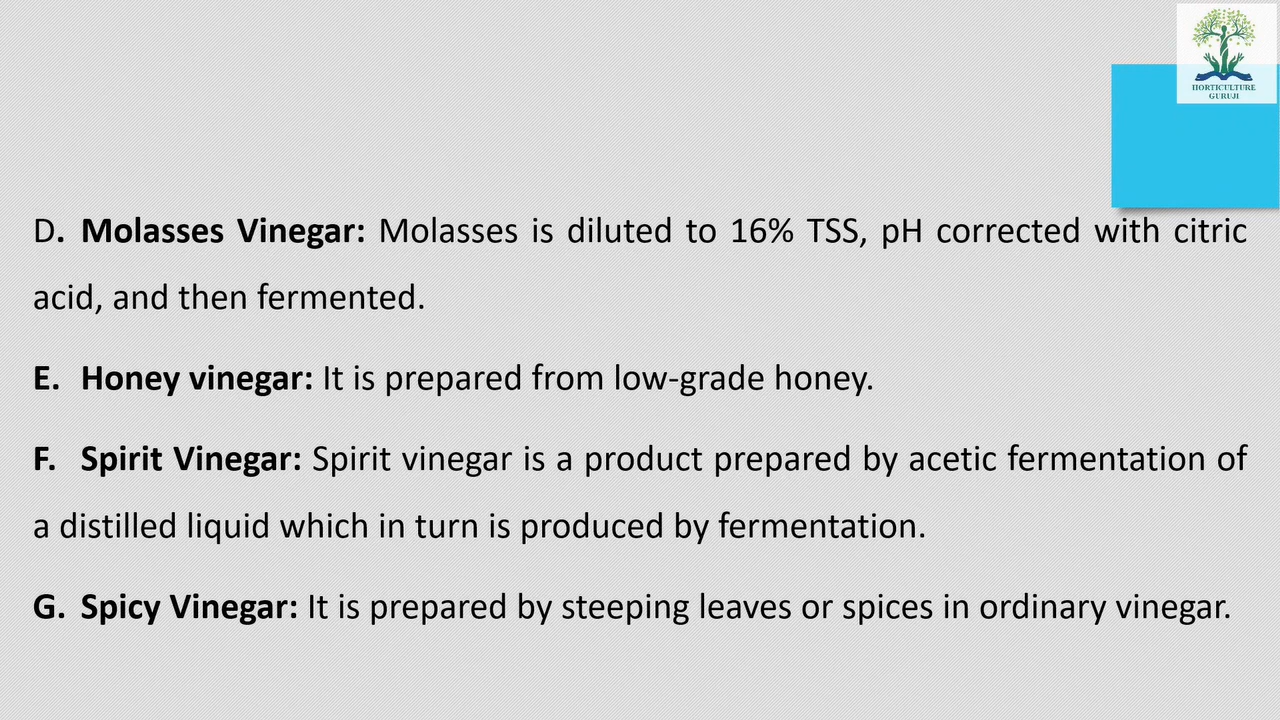 HORTICULTURE
GURUJI
D. Molasses Vinegar: Molasses is diluted to 16% TSS, pH corrected with citric
acid, and then fermented.
E. Honey vinegar: It is prepared from low-grade honey.
F. Spirit Vinegar: Spirit vinegar is a product prepared by acetic fermentation of
a distilled liquid which in turn is produced by fermentation.
G. Spicy Vinegar: It is prepared by steeping leaves or spices in ordinary vinegar.